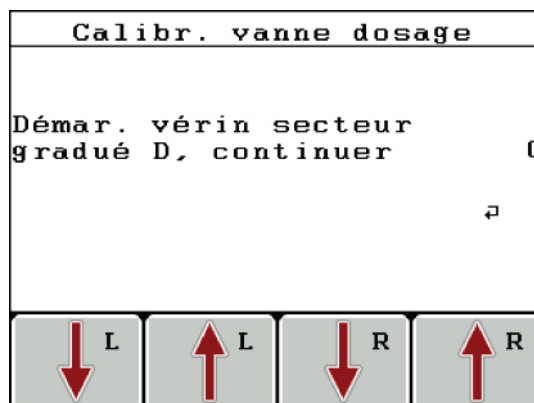 Calibr. vanne dosage
Démar. vérin secteur
gradué D, continuer
L L R R